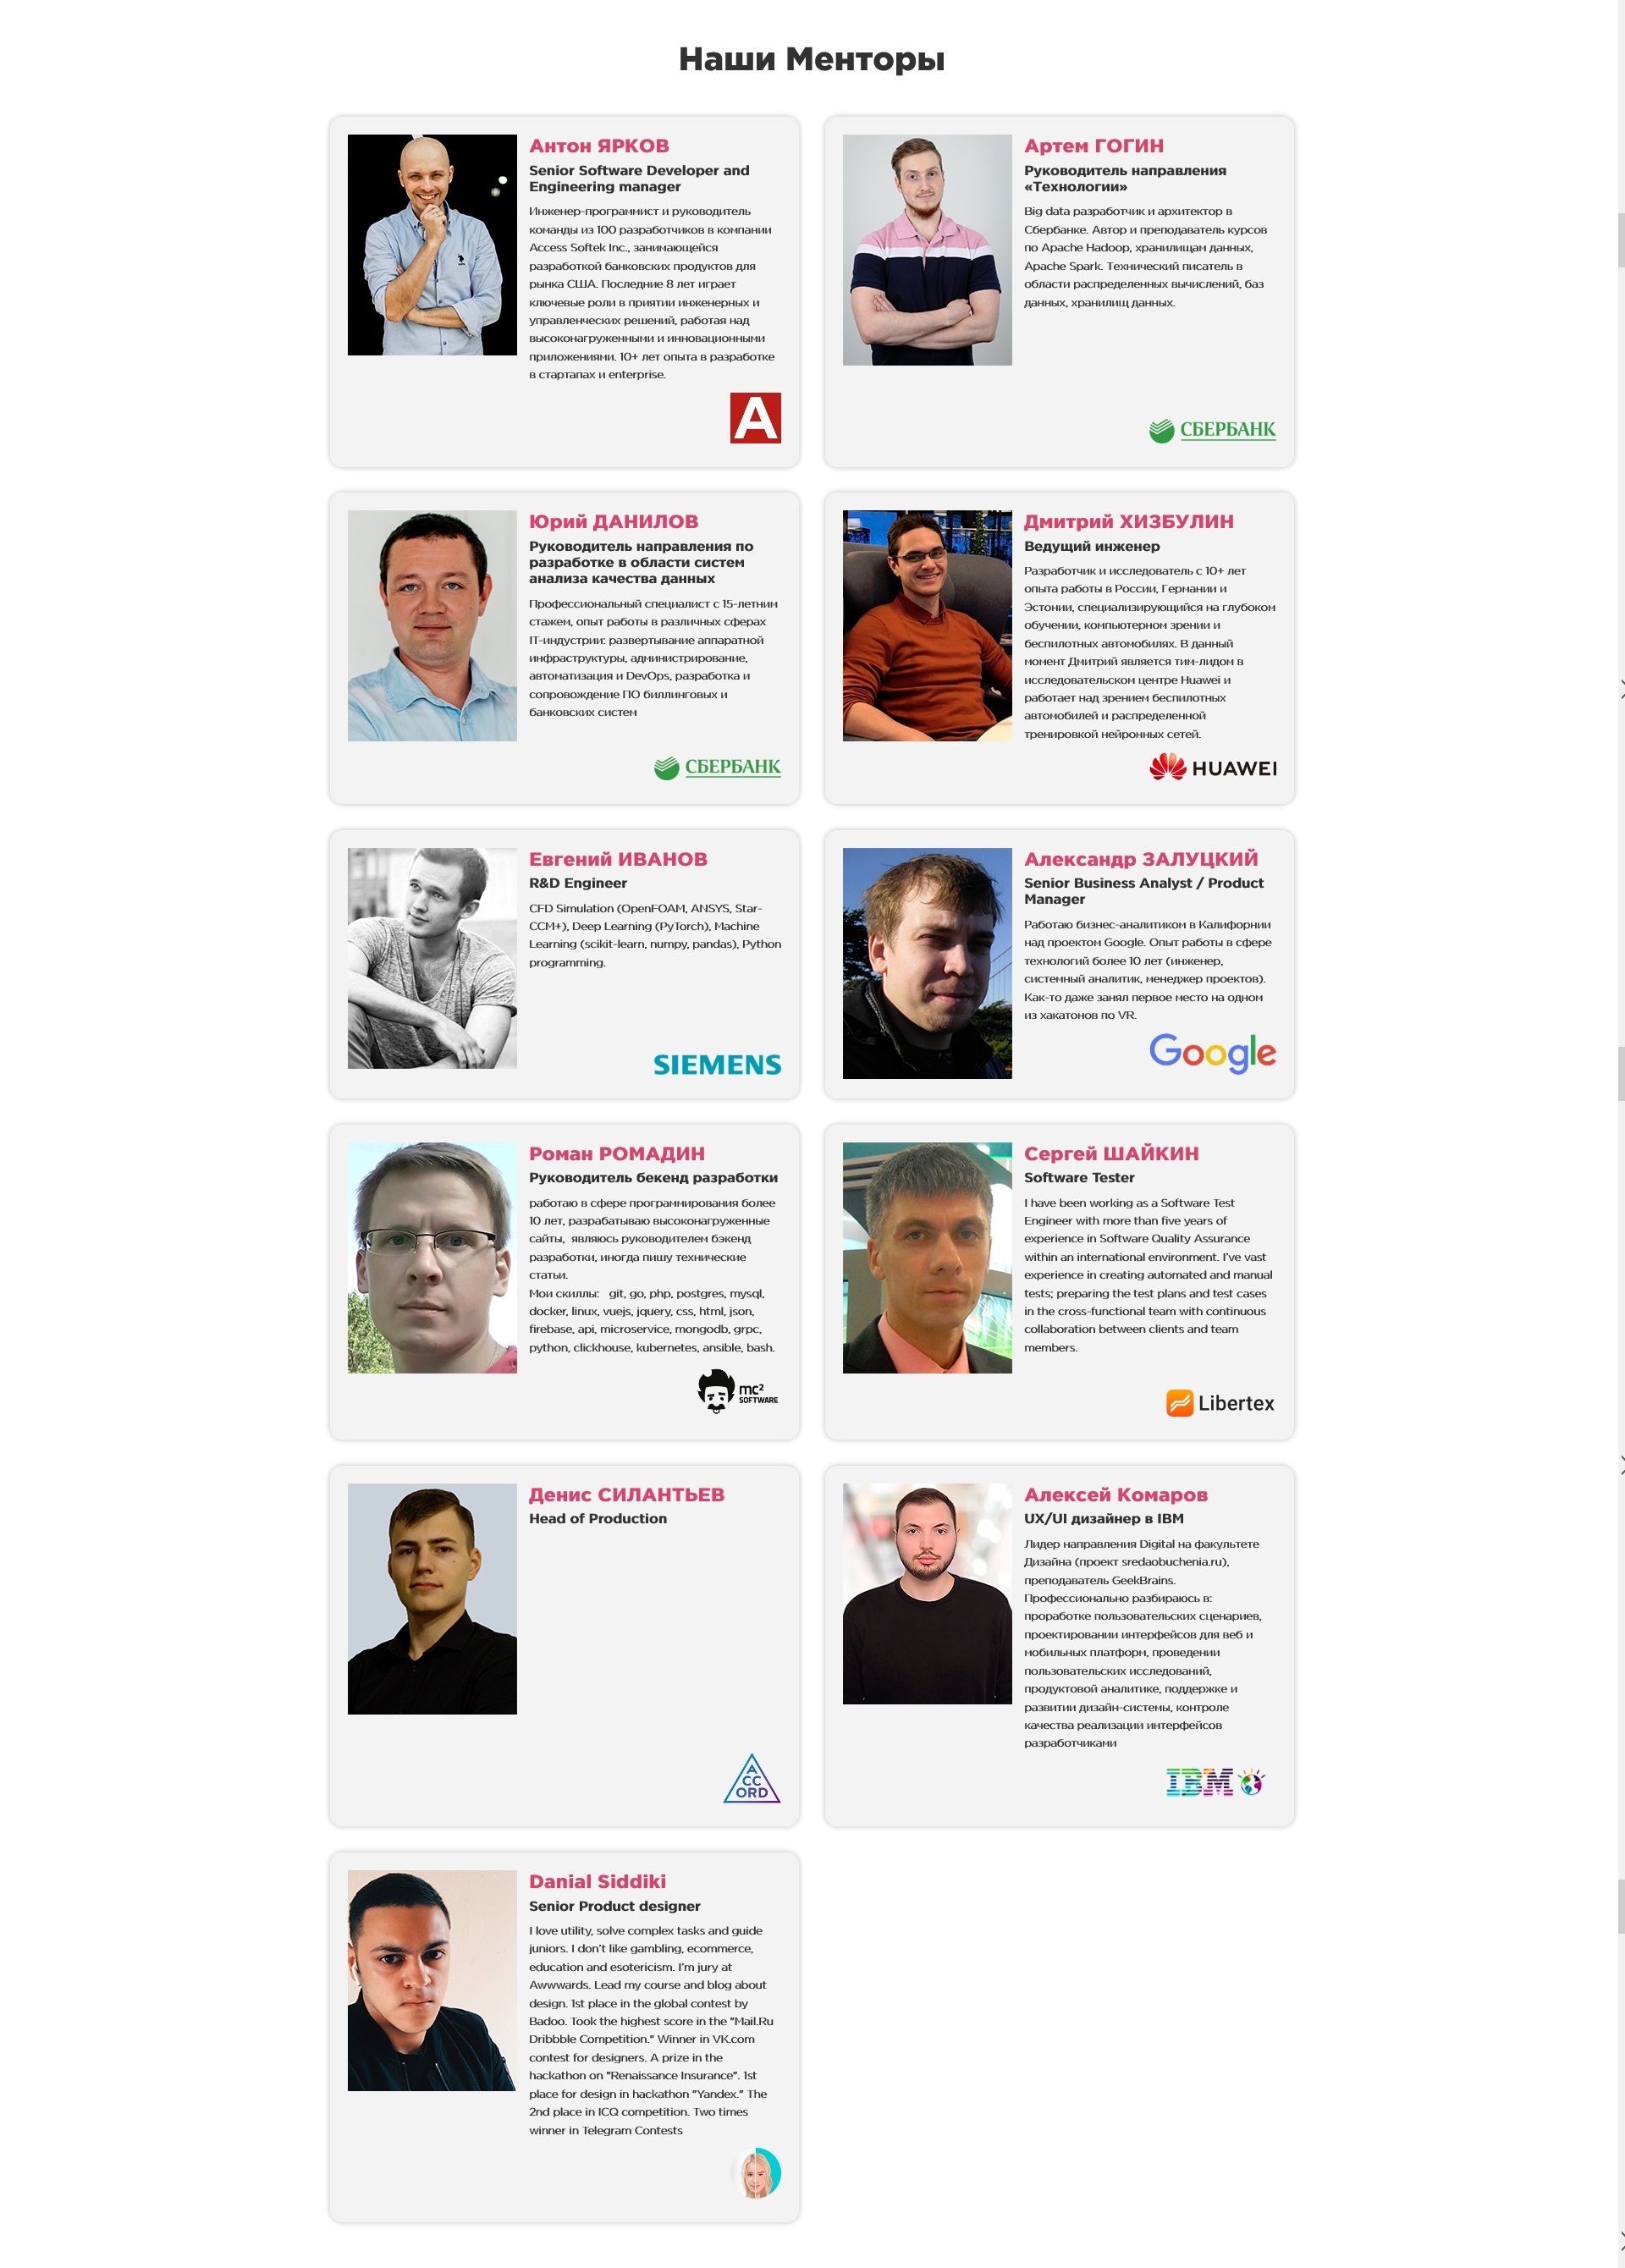 Наши Менторы
Антон ЯРКОВ
Senior Software Developer and
Engineering manager
Инженер-программист и руководитель
команды из 100 разработчиков в компании
Access Softek Inc., занимающейся
разработкой банковских продуктов для
рынка США. Последние 8 лет играет
ключевые роли в приятии инженерных и
управленческих решений, работая над
высоконагруженными и инновационными
приложениями. 10+ лет опыта в разработке
в стартапах и enterprise.
A
Артем ГОГИН
Руководитель направления
«Технологии»
Big data разработчик и архитектор в
Сбербанке. Автор и преподаватель курсов
по Apache Hadoop, хранилищам данных,
Apache Spark. Технический писатель в
области распределенных вычислений, баз
данных, хранилищ данных.
СБЕРБАНК
Юрий ДАНИЛОВ
Руководитель направления по
разработке в области систем
анализа качества данных
Профессиональный специалист с 15-летним
стажем, опыт работы в различных сферах
IT-индустрии: развертывание аппаратной
инфраструктуры, администрирование,
автоматизация и DevOps, разработка и
сопровождение ПО биллинговых и
банковских систем
СБЕРБАНК
Дмитрий ХИЗБУЛИН
Ведущий инженер
Разработчик и исследователь с 10+ лет
опыта работы в России, Германии и
Эстонии, специализирующийся на глубоком
обучении, компьютерном зрении и
беспилотных автомобилях. В данный
момент Дмитрий является тим-лидом в
исследовательском центре Huawei и
работает над зрением беспилотных
автомобилей и распределенной
тренировкой нейронных сетей.
HUAWEI
Евгений ИВАНОВ
R&D Engineer
CFD Simulation (OpenFOAM, ANSYS, Star-
CCM+), Deep Learning (PyTorch), Machine
Learning (scikit-learn, numpy, pandas), Python
programming.
SIEMENS
Александр ЗАЛУЦКИЙ
Senior Business Analyst / Product
Manager
Работаю бизнес-аналитиком в Калифорнии
над проектом Google. Опыт работы в сфере
технологий более 10 лет (инженер,
системный аналитик, менеджер проектов).
Как-то даже занял первое место на одном
из хакатонов по VR.
Google
Роман РОМАДИН
Руководитель бекенд разработки
работаю в сфере программирования более
10 лет, разрабатываю высоконагруженные
сайты, являюсь руководителем бэкенд
разработки, иногда пишу технические
статьи.
Мои скиллы: git, go, php, postgres, mysql,
docker, linux, vuejs, jquery, css, html, json,
firebase, api, microservice, mongodb, grpc,
python, clickhouse, kubernetes, ansible, bash.
mc²
SOFTWARE
Сергей ШАЙКИН
Software Tester
I have been working as a Software Test
Engineer with more than five years of
experience in Software Quality Assurance
within an international environment. I've vast
experience in creating automated and manual
tests; preparing the test plans and test cases
in the cross-functional team with continuous
collaboration between clients and team
members.
Libertex
Денис СИЛАНТЬЕВ
Head of Production
A
CC
ORD
Алексей Комаров
UX/UI дизайнер в IBM
Лидер направления Digital на факультете
Дизайна (проект sredaobuchenia.ru),
преподаватель GeekBrains.
Профессионально разбираюсь в:
проработке пользовательских сценариев,
проектировании интерфейсов для веб и
мобильных платформ, проведении
пользовательских исследований,
продуктовой аналитике, поддержке и
развитии дизайн-системы, контроле
качества реализации интерфейсов
разработчиками
IBM
Danial Siddiki
Senior Product designer
I love utility, solve complex tasks and guide
juniors. I don't like gambling, ecommerce,
education and esotericism. I'm jury at
Awwwards. Lead my course and blog about
design. 1st place in the global contest by
Badoo. Took the highest score in the "Mail.Ru
Dribbble Competition." Winner in VK.com
contest for designers. A prize in the
hackathon on "Renaissance Insurance". 1st
place for design in hackathon "Yandex." The
2nd place in ICQ competition. Two times
winner in Telegram Contests